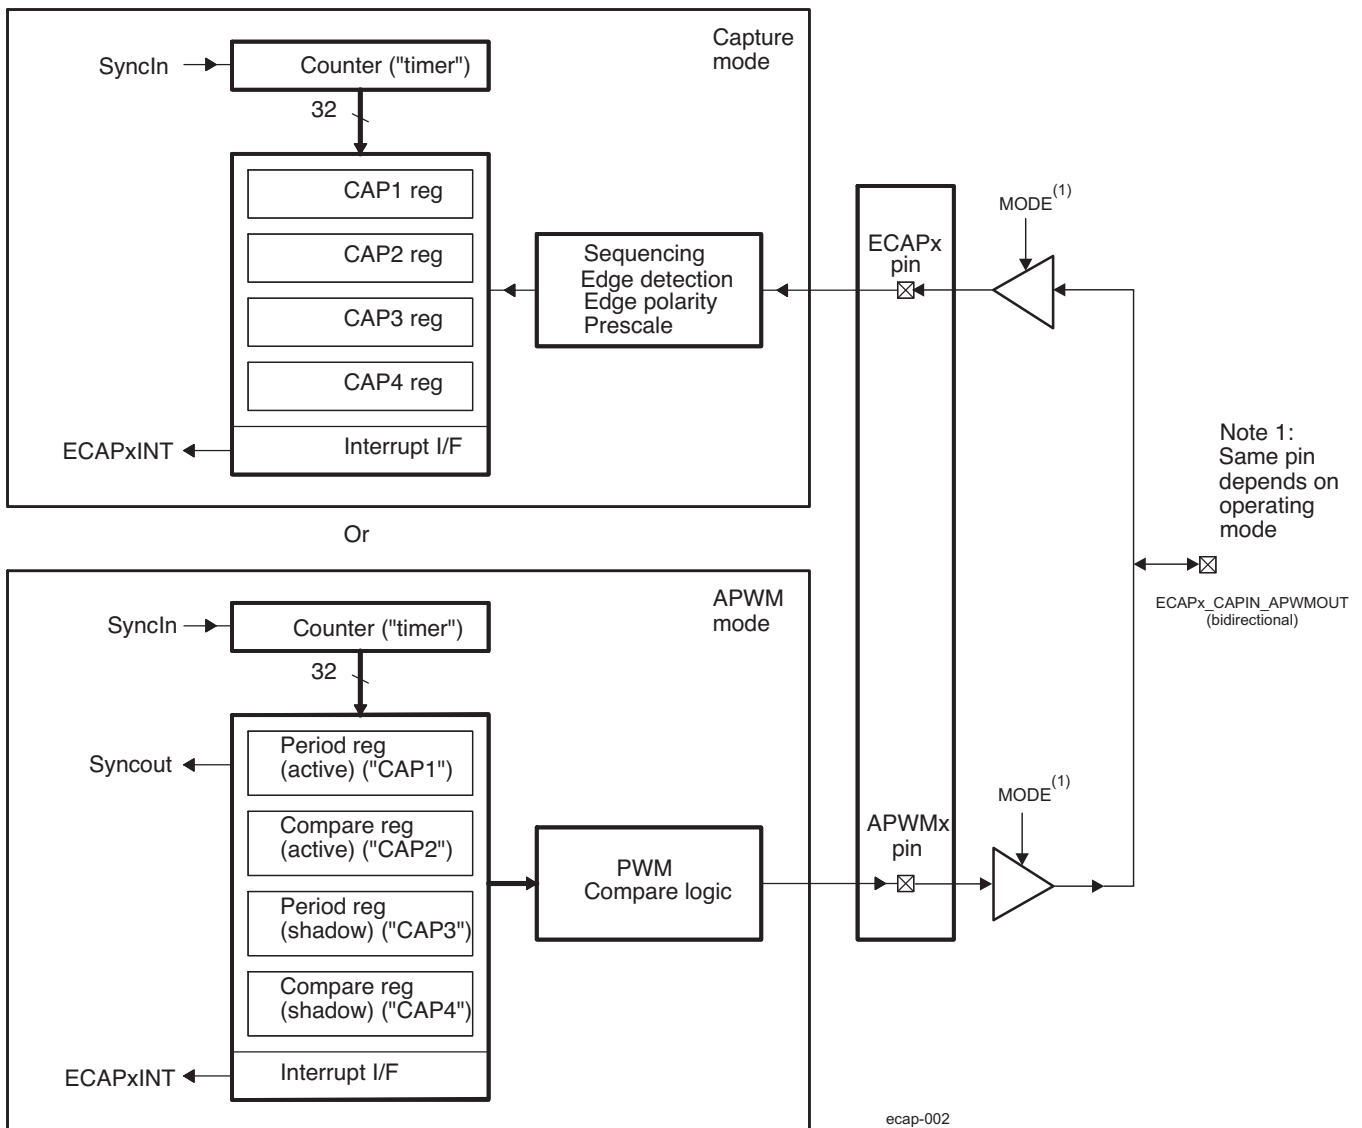 Capture
mode
SyncIn
Counter ("timer")
32
CAP1 reg
CAP2 reg
CAP3 reg
CAP4 reg
Interrupt I/F
ECAPxINT
Sequencing
Edge detection
Edge polarity
Prescale
ECAPx
pin
MODE(1)
Note 1:
Same pin
depends on
operating
mode
ECAPx_CAPIN_APWMOUT
(bidirectional)
Or
APWM
mode
SyncIn
Counter ("timer")
32
Syncout
Period reg
(active) ("CAP1")
Compare reg
(active) ("CAP2")
Period reg
(shadow) ("CAP3")
Compare reg
(shadow) ("CAP4")
Interrupt I/F
ECAPxINT
PWM
Compare logic
APWMx
pin
MODE(1)
ecap-002